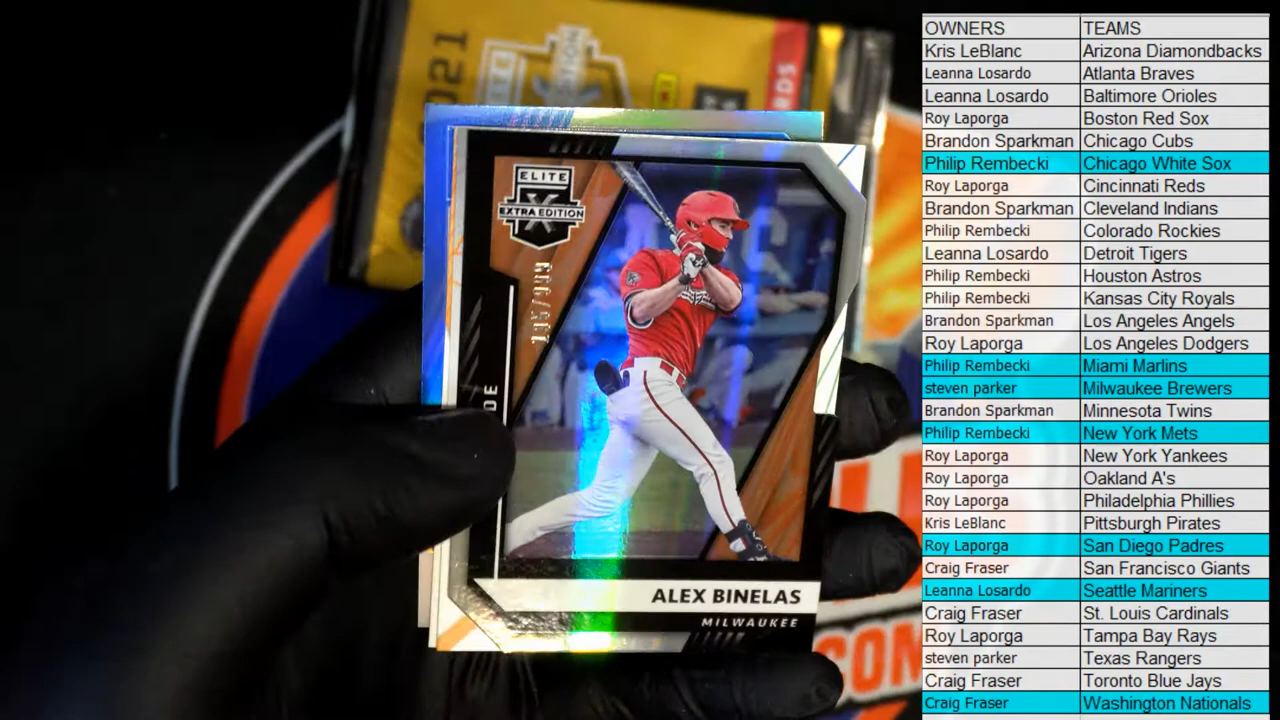 2021
CARDS
ELITE
X
EXTRA EDITION
195/999
ALEX BINELAS
MILWAUKEE
CON
OWNERS TEAMS
Kris LeBlanc Arizona Diamondbacks
Leanna Losardo Atlanta Braves
Leanna Losardo Baltimore Orioles
Roy Laporga Boston Red Sox
Brandon Sparkman Chicago Cubs
Philip Rembecki Chicago White Sox
Roy Laporga Cincinnati Reds
Brandon Sparkman Cleveland Indians
Philip Rembecki Colorado Rockies
Leanna Losardo Detroit Tigers
Philip Rembecki Houston Astros
Philip Rembecki Kansas City Royals
Brandon Sparkman Los Angeles Angels
Roy Laporga Los Angeles Dodgers
Philip Rembecki Miami Marlins
steven parker Milwaukee Brewers
Brandon Sparkman Minnesota Twins
Philip Rembecki New York Mets
Roy Laporga New York Yankees
Roy Laporga Oakland A's
Roy Laporga Philadelphia Phillies
Kris LeBlanc Pittsburgh Pirates
Roy Laporga San Diego Padres
Craig Fraser San Francisco Giants
Leanna Losardo Seattle Mariners
Craig Fraser St. Louis Cardinals
Roy Laporga Tampa Bay Rays
steven parker Texas Rangers
Craig Fraser Toronto Blue Jays
Craig Fraser Washington Nationals